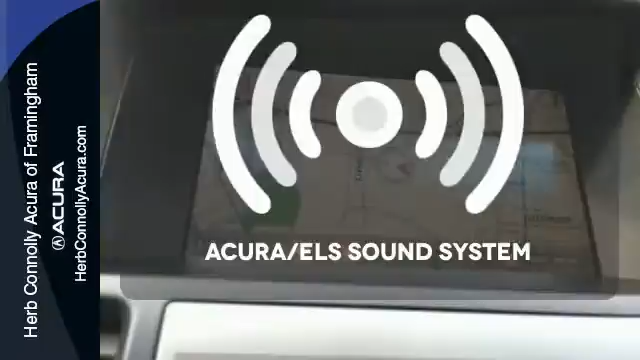 Herb Connolly Acura of Framingham
ACURA
HerbConnollyAcura.com
ACURA/ELS SOUND SYSTEM